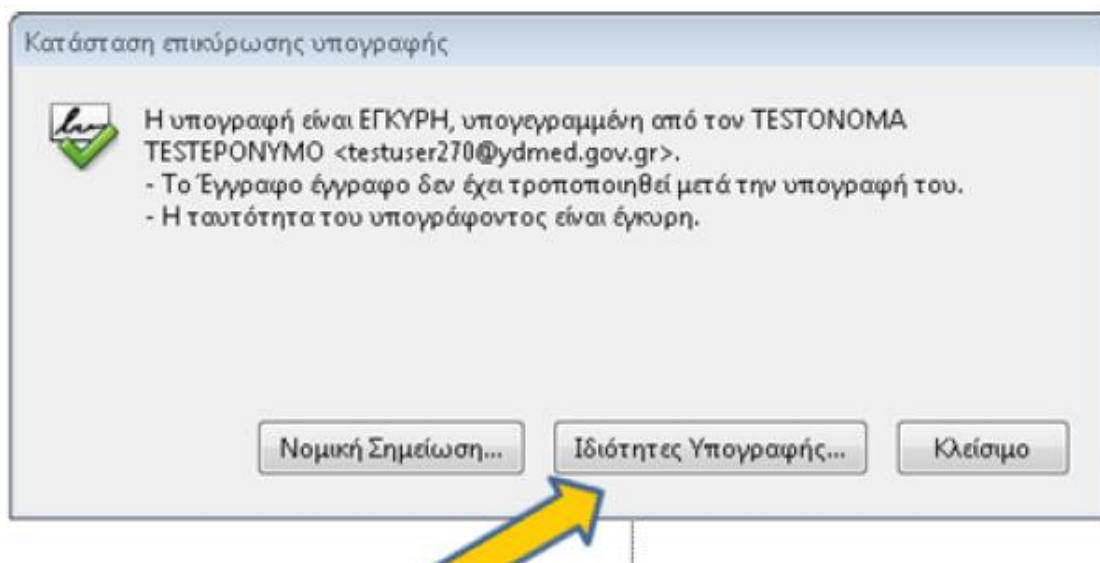 Κατάσταση επικύρωσης υπογραφής
Η υπογραφή είναι ΕΓΚΥΡΗ, υπογεγραμμένη από τον TESTONOMA
TESTEPONYMO <testuser270@ydmed.gov.gr>.
- Το Έγγραφο έγγραφο δεν έχει τροποποιηθεί μετά την υπογραφή του.
- Η ταυτότητα του υπογράφοντος είναι έγκυρη.
Νομική Σημείωση... Ιδιότητες Υπογραφής... Κλείσιμο